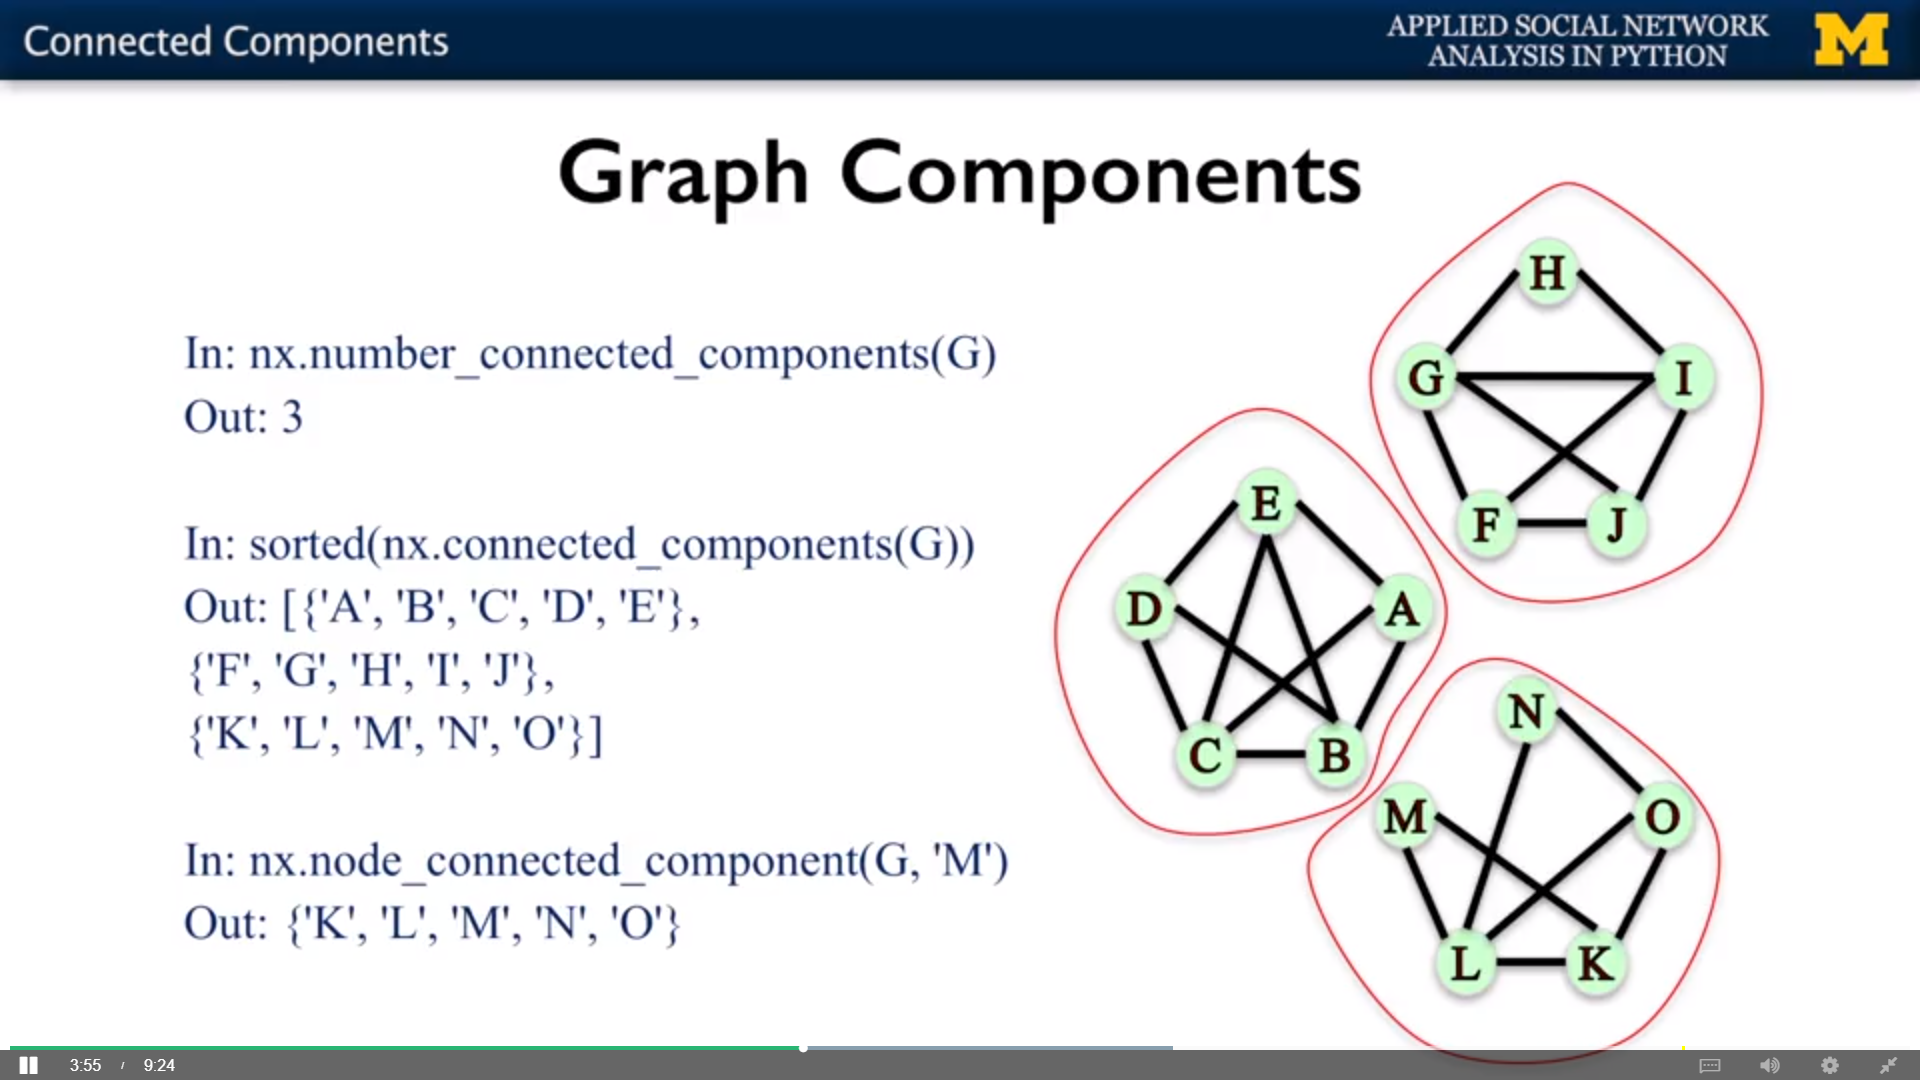 Connected Components
APPLIED SOCIAL NETWORK
ANALYSIS IN PYTHON
M
Graph Components
In: nx.number_connected_components(G)
Out: 3
In: sorted(nx.connected_components(G))
Out: [{'A', 'B', 'C', 'D', 'E'},
{'F', 'G', 'H', 'I', 'J'},
{'K', 'L', 'M', 'N', 'O'}]
In: nx.node_connected_component(G, 'M')
Out: {'K', 'L', 'M', 'N', 'O'}
H
G I
F J
E
D A
C B
N
M O
L K
3:55 / 9:24